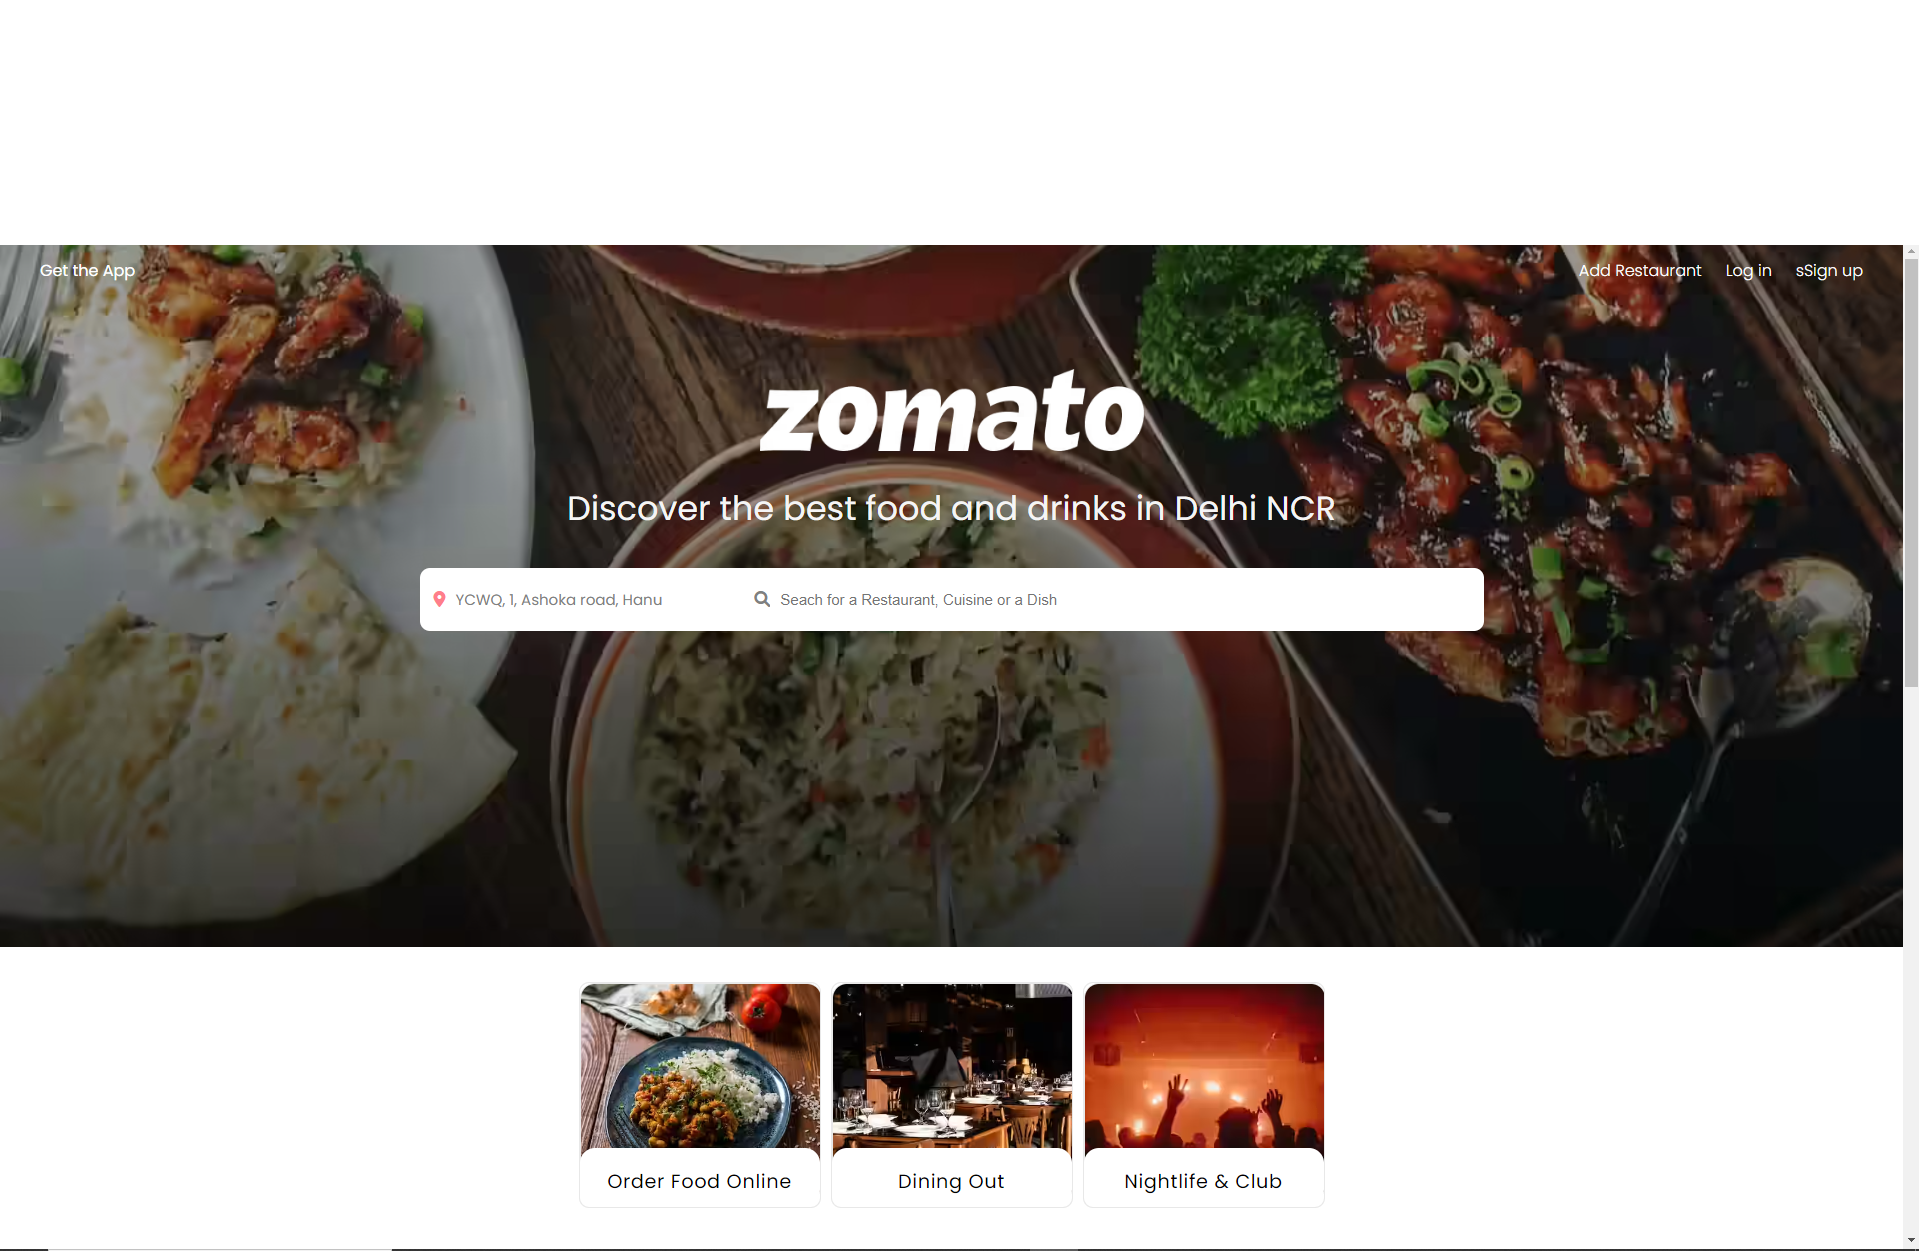 Get the App
Add Restaurant Log in sSign up
zomato
Discover the best food and drinks in Delhi NCR
YCWQ, 1, Ashoka road, Hanu
Seach for a Restaurant, Cuisine or a Dish
Order Food Online
Dining Out
Nightlife & Club